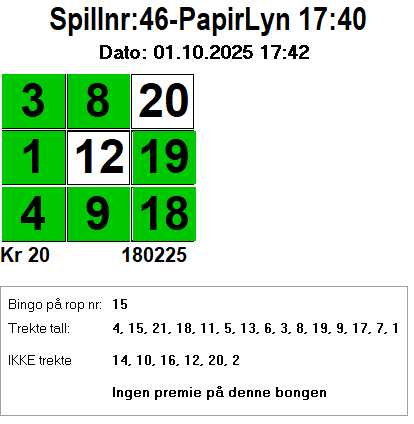 Spillnr:46-PapirLyn 17:40
Dato: 01.10.2025 17:42
3 8 20
1 12 19
4 9 18
Kr 20 180225
Bingo på rop nr: 15
Trekte tall: 4, 15, 21, 18, 11, 5, 13, 6, 3, 8, 19, 9, 17, 7, 1
IKKE trekte 14, 10, 16, 12, 20, 2
Ingen premie på denne bongen